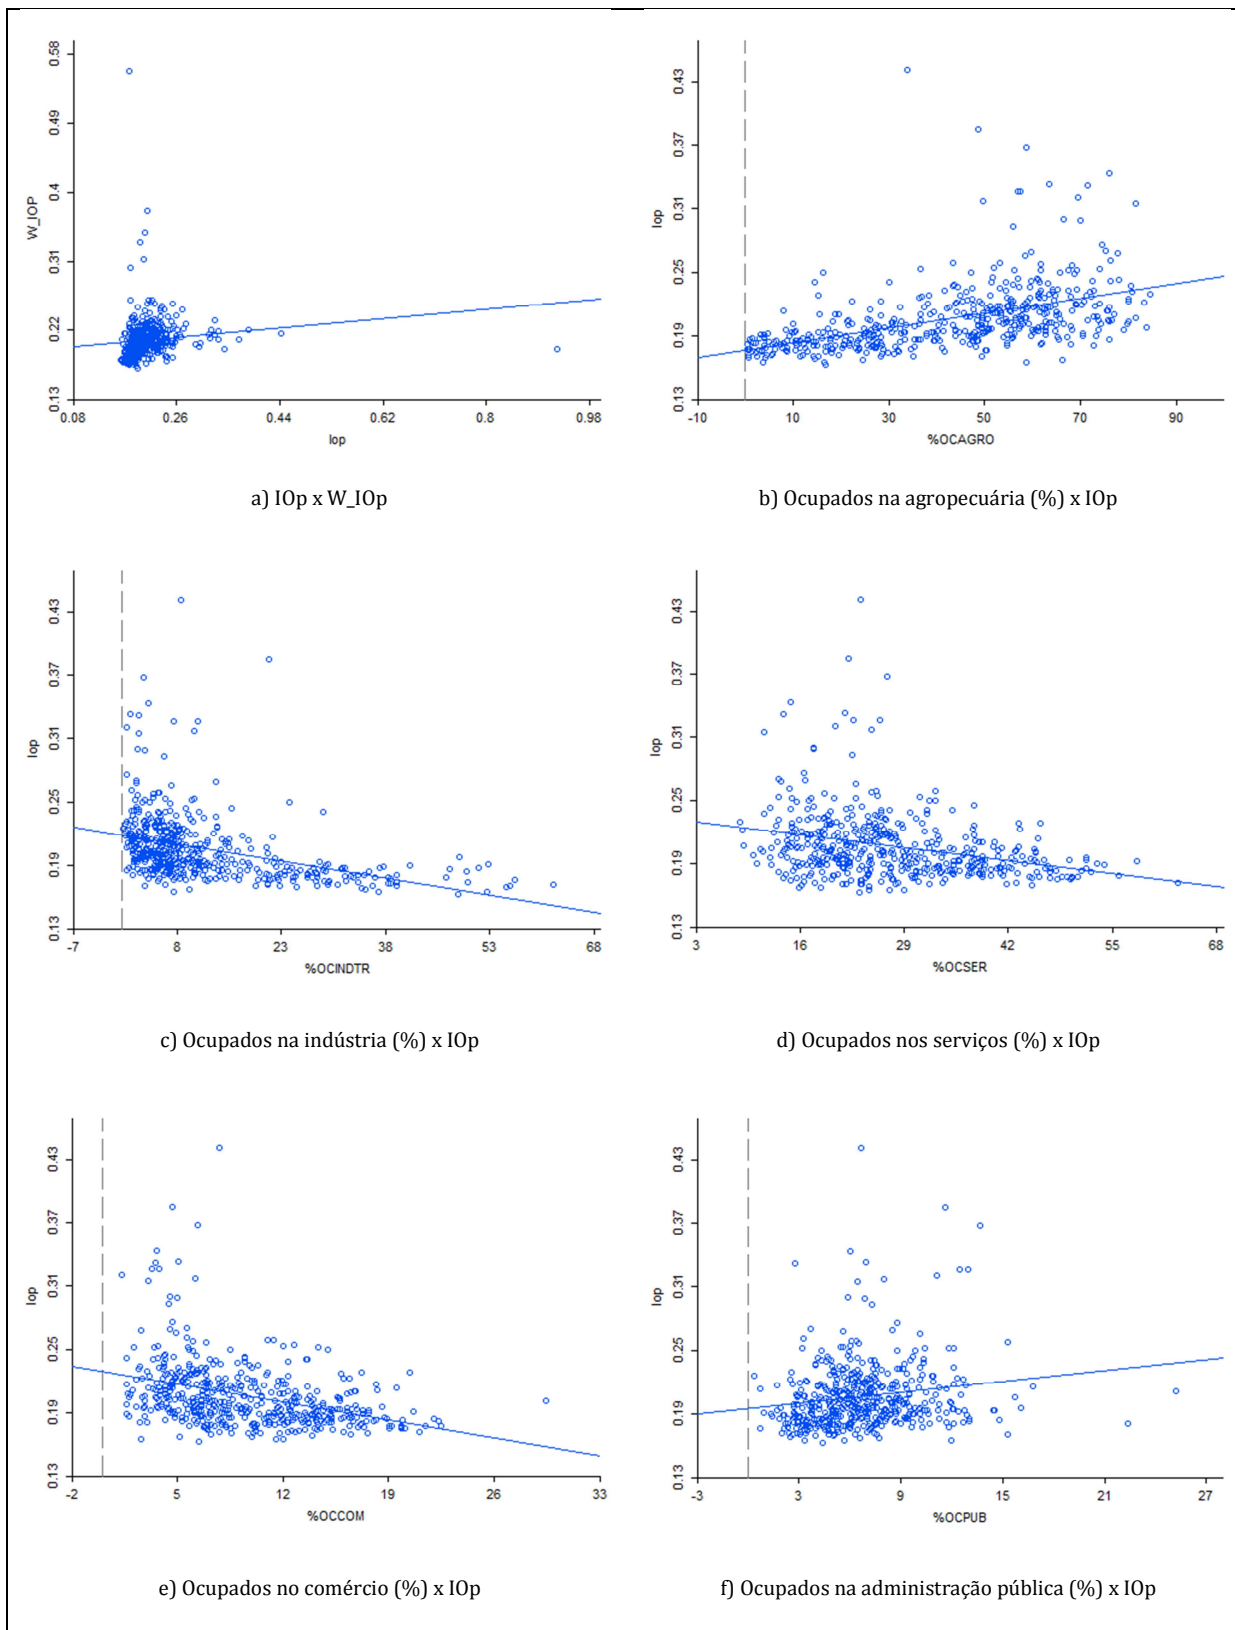 0.58
0.49
0.4
0.31
0.22
0.13
W_IOP
0.08 0.26 0.44 0.62 0.8 0.98
Iop
a) IOp x W_IOp
0.43
0.37
0.31
0.25
0.19
0.13
Iop
-10 10 30 50 70 90
%OCAGRO
b) Ocupados na agropecuária (%) x IOp
0.43
0.37
0.31
0.25
0.19
0.13
Iop
-7 8 23 38 53 68
%OCINDTR
c) Ocupados na indústria (%) x IOp
0.43
0.37
0.31
0.25
0.19
0.13
Iop
3 16 29 42 55 68
%OCSER
d) Ocupados nos serviços (%) x IOp
0.43
0.37
0.31
0.25
0.19
0.13
Iop
-2 5 12 19 26 33
%OCCOM
e) Ocupados no comércio (%) x IOp
0.43
0.37
0.31
0.25
0.19
0.13
Iop
-3 3 9 15 21 27
%OCPUB
f) Ocupados na administração pública (%) x IOp